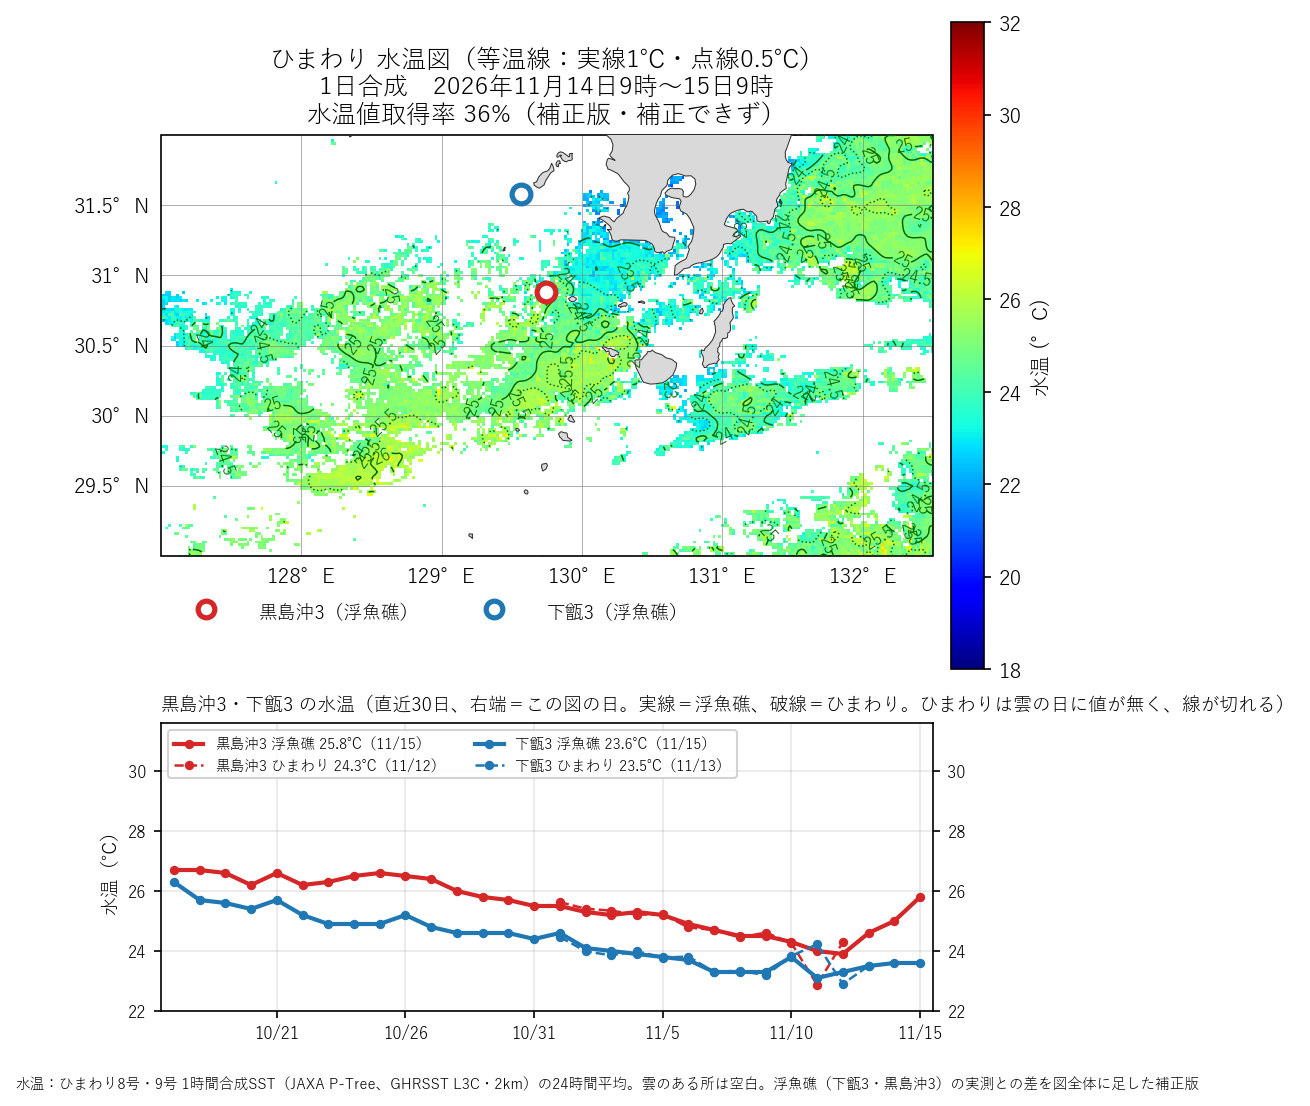 ひまわり 水温図（等温線：実線1℃・点線0.5℃）
1日合成　2026年11月14日9時～15日9時
水温値取得率 36%（補正版・補正できず）
32
30
28
26
24
22
20
18
水温（° C）
31.5° N
31° N
30.5° N
30° N
29.5° N
128° E
129° E
130° E
131° E
132° E
黒島沖3（浮魚礁）
下甑3（浮魚礁）
黒島沖3・下甑3 の水温（直近30日、右端＝この図の日。実線＝浮魚礁、破線＝ひまわり。ひまわりは雲の日に値が無く、線が切れる）
黒島沖3 浮魚礁 25.8℃（11/15）
黒島沖3 ひまわり 24.3℃（11/12）
下甑3 浮魚礁 23.6℃（11/15）
下甑3 ひまわり 23.5℃（11/13）
水温（℃）
30
28
26
24
22
30
28
26
24
22
10/21
10/26
10/31
11/5
11/10
11/15
水温：ひまわり8号・9号 1時間合成SST（JAXA P-Tree、GHRSST L3C・2km）の24時間平均。雲のある所は空白。浮魚礁（下甑3・黒島沖3）の実測との差を図全体に足した補正版